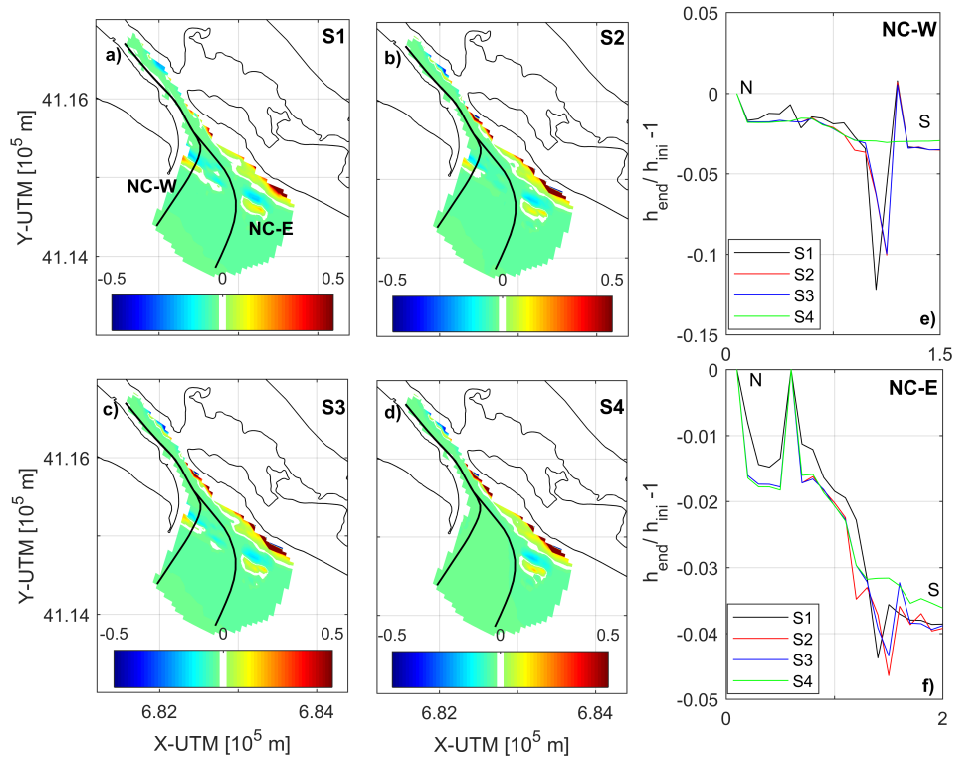 a)
S1
41.16
41.14
Y-UTM [10^5 m]
NC-W
NC-E
-0.5
0
0.5
b)
S2
-0.5
0
0.5
NC-W
0
-0.05
-0.1
-0.15
h_end/ h_ini-1
N
S
S1
S2
S3
S4
e)
0
1.5
c)
S3
41.16
41.14
Y-UTM [10^5 m]
-0.5
0
0.5
6.82
6.84
d)
S4
-0.5
0
0.5
6.82
6.84
X-UTM [10^5 m]
X-UTM [10^5 m]
NC-E
0
-0.01
-0.02
-0.03
-0.04
-0.05
h_end/ h_ini-1
N
S
S1
S2
S3
S4
f)
0
2